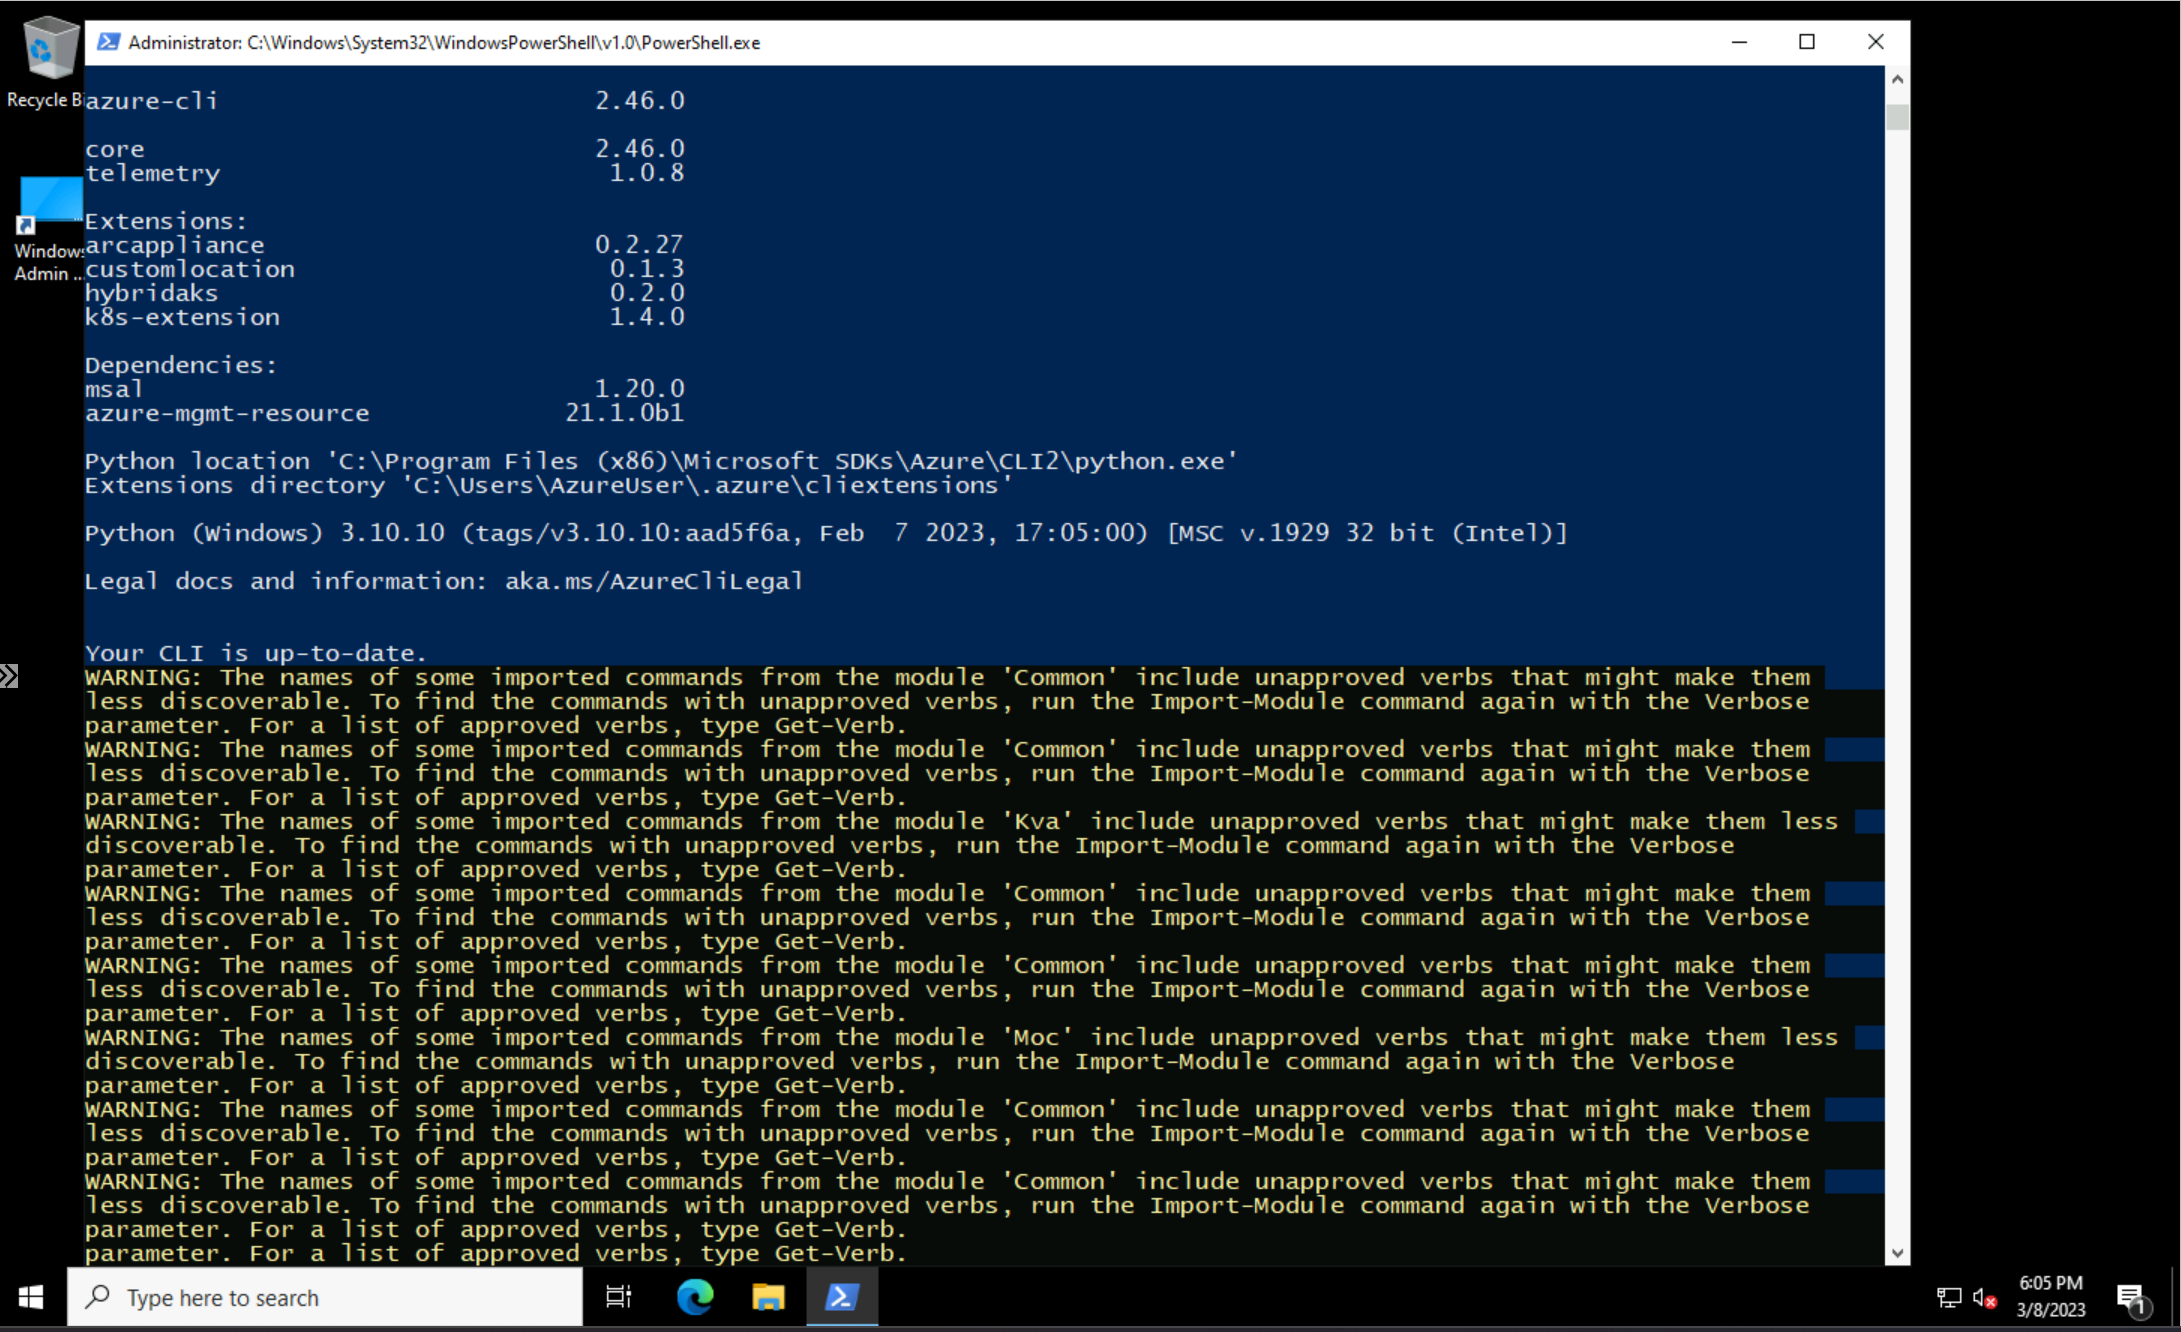 Administrator: C:\Windows\System32\WindowsPowerShell\v1.0\PowerShell.exe
Recycle Bi
Windows
Admin ...
azure-cli 2.46.0
core 2.46.0
telemetry 1.0.8
Extensions:
arcappliance 0.2.27
customlocation 0.1.3
hybridaks 0.2.0
k8s-extension 1.4.0
Dependencies:
msal 1.20.0
azure-mgmt-resource 21.1.0b1
Python location 'C:\Program Files (x86)\Microsoft SDKs\Azure\CLI2\python.exe'
Extensions directory 'C:\Users\AzureUser\.azure\cliextensions'
Python (Windows) 3.10.10 (tags/v3.10.10:aad5f6a, Feb  7 2023, 17:05:00) [MSC v.1929 32 bit (Intel)]
Legal docs and information: aka.ms/AzureCliLegal
Your CLI is up-to-date.
WARNING: The names of some imported commands from the module 'Common' include unapproved verbs that might make them
less discoverable. To find the commands with unapproved verbs, run the Import-Module command again with the Verbose
parameter. For a list of approved verbs, type Get-Verb.
WARNING: The names of some imported commands from the module 'Common' include unapproved verbs that might make them
less discoverable. To find the commands with unapproved verbs, run the Import-Module command again with the Verbose
parameter. For a list of approved verbs, type Get-Verb.
WARNING: The names of some imported commands from the module 'Kva' include unapproved verbs that might make them less
discoverable. To find the commands with unapproved verbs, run the Import-Module command again with the Verbose
parameter. For a list of approved verbs, type Get-Verb.
WARNING: The names of some imported commands from the module 'Common' include unapproved verbs that might make them
less discoverable. To find the commands with unapproved verbs, run the Import-Module command again with the Verbose
parameter. For a list of approved verbs, type Get-Verb.
WARNING: The names of some imported commands from the module 'Common' include unapproved verbs that might make them
less discoverable. To find the commands with unapproved verbs, run the Import-Module command again with the Verbose
parameter. For a list of approved verbs, type Get-Verb.
WARNING: The names of some imported commands from the module 'Moc' include unapproved verbs that might make them less
discoverable. To find the commands with unapproved verbs, run the Import-Module command again with the Verbose
parameter. For a list of approved verbs, type Get-Verb.
WARNING: The names of some imported commands from the module 'Common' include unapproved verbs that might make them
less discoverable. To find the commands with unapproved verbs, run the Import-Module command again with the Verbose
parameter. For a list of approved verbs, type Get-Verb.
WARNING: The names of some imported commands from the module 'Common' include unapproved verbs that might make them
less discoverable. To find the commands with unapproved verbs, run the Import-Module command again with the Verbose
parameter. For a list of approved verbs, type Get-Verb.
parameter. For a list of approved verbs, type Get-Verb.
Type here to search
6:05 PM
3/8/2023
1